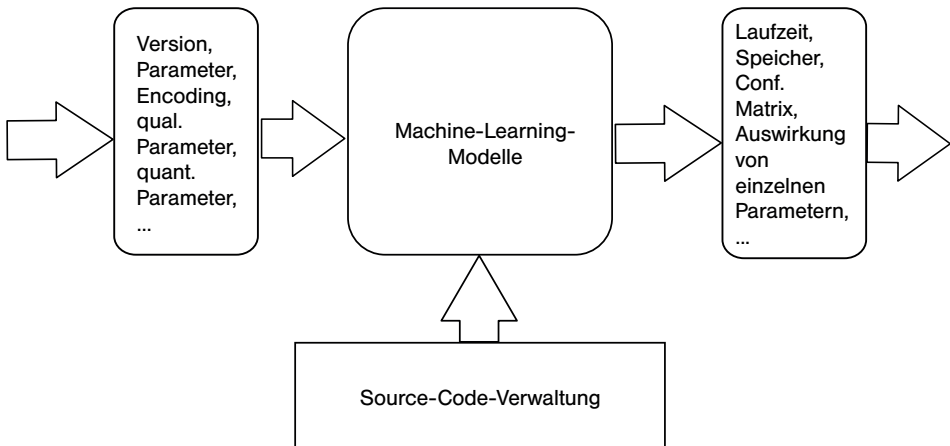 Version,
Parameter,
Encoding,
qual.
Parameter,
quant.
Parameter,
...
Machine-Learning-
Modelle
Laufzeit,
Speicher,
Conf.
Matrix,
Auswirkung
von
einzelnen
Parametern,
...
Source-Code-Verwaltung